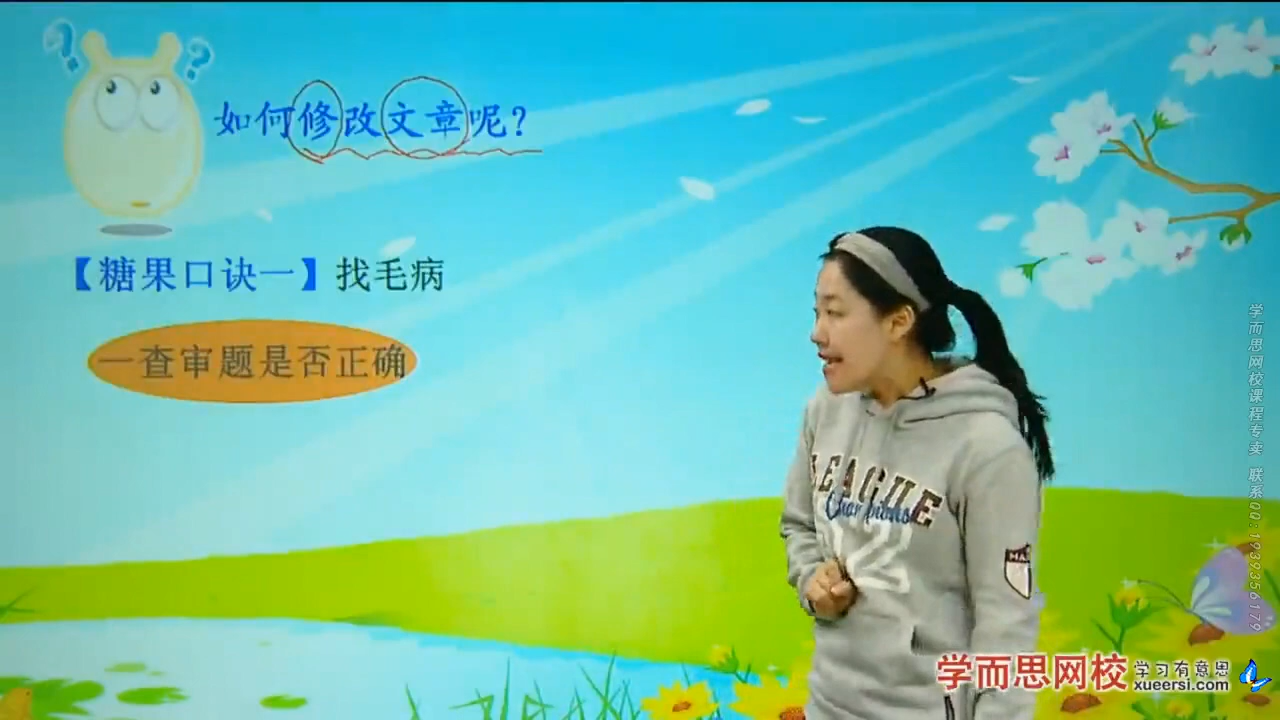 如何修改文章呢？
【糖果口诀一】找毛病
一查审题是否正确
LEAGUE
Champions
02
学而思网校课程专卖 联系QQ:1939356179
学而思网校
学习有意思
xueersi.com